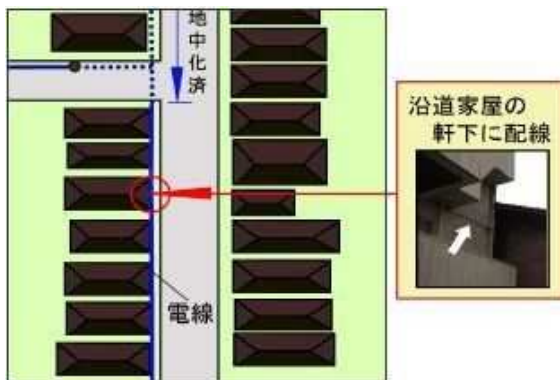 地中化済
沿道家屋の
軒下に配線
電線